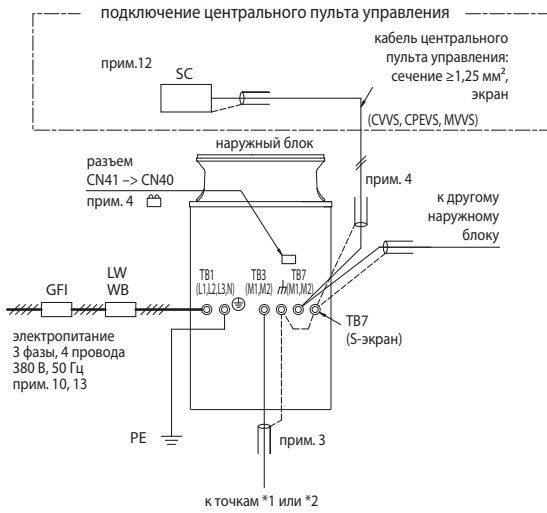 подключение центрального пульта управления
прим.12
SC
кабель центрального
пульта управления:
сечение ≥1,25 мм²,
экран
(CVVS, CPEVS, MVVS)
наружный блок
разъем
CN41 –> CN40
прим. 4
прим. 4
к другому
наружному
блоку
TB1
(L1,L2,L3,N)
TB3
(M1,M2)
TB7
(M1,M2)
GFI
LW
WB
TB7
(S-экран)
электропитание
3 фазы, 4 провода
380 В, 50 Гц
прим. 10, 13
PE
прим. 3
к точкам *1 или *2